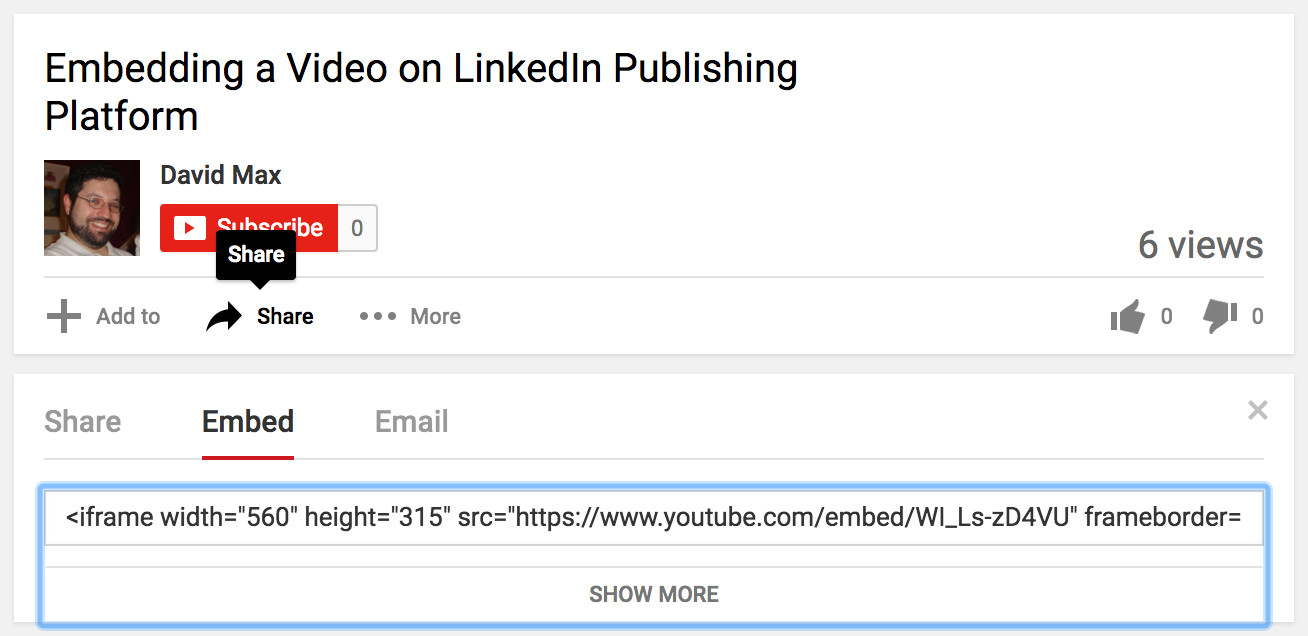 Embedding a Video on LinkedIn Publishing
Platform
David Max
Subscribe 0
Share
6 views
Add to Share More 0 0
Share Embed Email
<iframe width="560" height="315" src="https://www.youtube.com/embed/WI_Ls-zD4VU" frameborder=
SHOW MORE